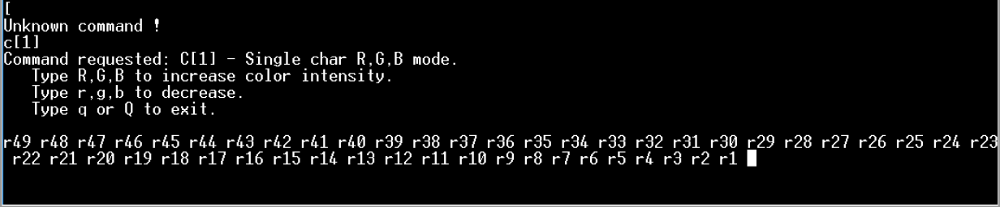 [
Unknown command !
c[1]
Command requested: C[1] - Single char R,G,B mode.
Type R,G,B to increase color intensity.
Type r,g,b to decrease.
Type q or Q to exit.
r49 r48 r47 r46 r45 r44 r43 r42 r41 r40 r39 r38 r37 r36 r35 r34 r33 r32 r31 r30 r29 r28 r27 r26 r25 r24 r23
r22 r21 r20 r19 r18 r17 r16 r15 r14 r13 r12 r11 r10 r9 r8 r7 r6 r5 r4 r3 r2 r1